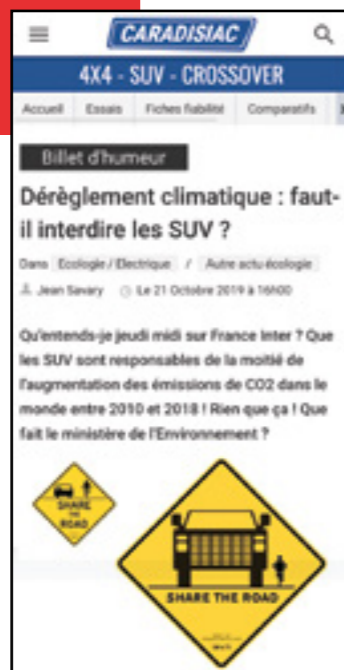 CARADISIAC
4X4 - SUV - CROSSOVER
Accueil Essais Fiches fiabilité Comparatifs
Billet d'humeur
Dérèglement climatique : faut-
il interdire les SUV ?
Dans Ecologie / Electrique / Autre actu écologie
Jean Savary Le 21 Octobre 2019 à 16h00
Qu'entends-je jeudi midi sur France Inter ? Que
les SUV sont responsables de la moitié de
l'augmentation des émissions de CO2 dans le
monde entre 2010 et 2018 ! Rien que ça ! Que
fait le ministère de l'Environnement ?
SHARE
THE
ROAD
SHARE THE ROAD